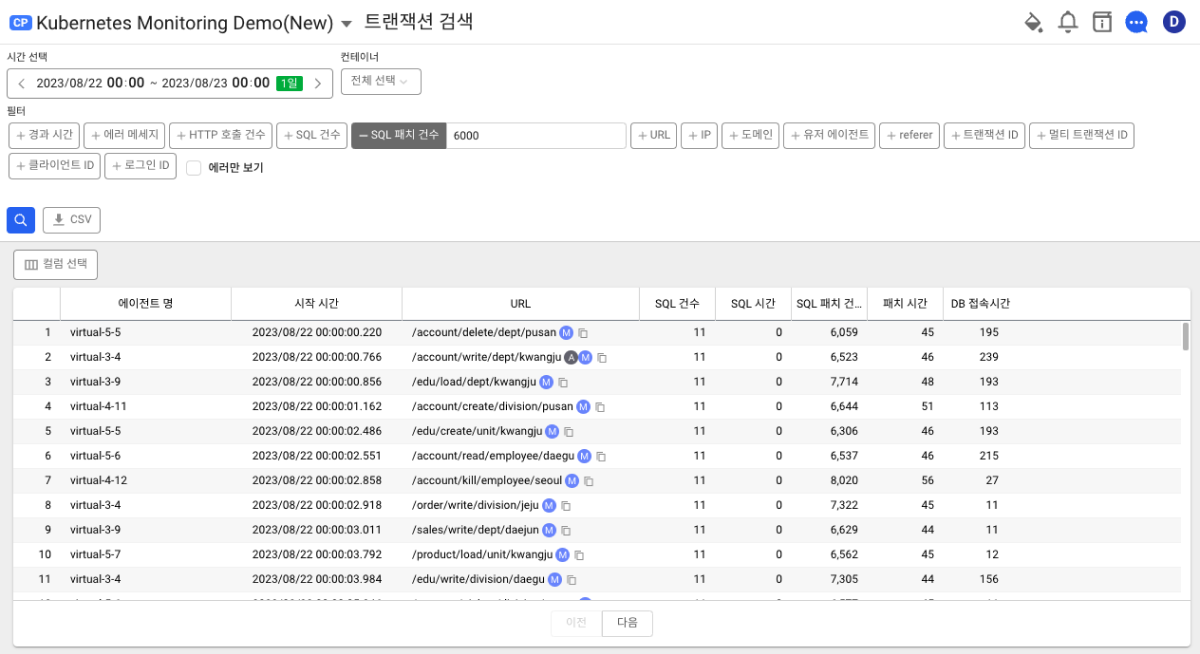 CP Kubernetes Monitoring Demo(New) 트랜잭션 검색 D
시간 선택 컨테이너
2023/08/22 00:00 ~ 2023/08/23 00:00 1일 전체 선택
필터
+ 경과 시간 + 에러 메세지 + HTTP 호출 건수 + SQL 건수 − SQL 패치 건수 6000 + URL + IP + 도메인 + 유저 에이전트 + referer + 트랜잭션 ID + 멀티 트랜잭션 ID
+ 클라이언트 ID + 로그인 ID 에러만 보기
CSV
컬럼 선택
에이전트 명 시작 시간 URL SQL 건수 SQL 시간 SQL 패치 건... 패치 시간 DB 접속시간
1 virtual-5-5 2023/08/22 00:00:00.220 /account/delete/dept/pusan M 11 0 6,059 45 195
2 virtual-3-4 2023/08/22 00:00:00.766 /account/write/dept/kwangju A M 11 0 6,523 46 239
3 virtual-3-9 2023/08/22 00:00:00.856 /edu/load/dept/kwangju M 11 0 7,714 48 193
4 virtual-4-11 2023/08/22 00:00:01.162 /account/create/division/pusan M 11 0 6,644 51 113
5 virtual-5-5 2023/08/22 00:00:02.486 /edu/create/unit/kwangju M 11 0 6,306 46 193
6 virtual-5-6 2023/08/22 00:00:02.551 /account/read/employee/daegu M 11 0 6,537 46 215
7 virtual-4-12 2023/08/22 00:00:02.858 /account/kill/employee/seoul M 11 0 8,020 56 27
8 virtual-3-4 2023/08/22 00:00:02.918 /order/write/division/jeju M 11 0 7,322 45 11
9 virtual-3-9 2023/08/22 00:00:03.011 /sales/write/dept/daejun M 11 0 6,629 44 11
10 virtual-5-7 2023/08/22 00:00:03.792 /product/load/unit/kwangju M 11 0 6,562 45 12
11 virtual-3-4 2023/08/22 00:00:03.984 /edu/write/division/daegu M 11 0 7,305 44 156
이전 다음